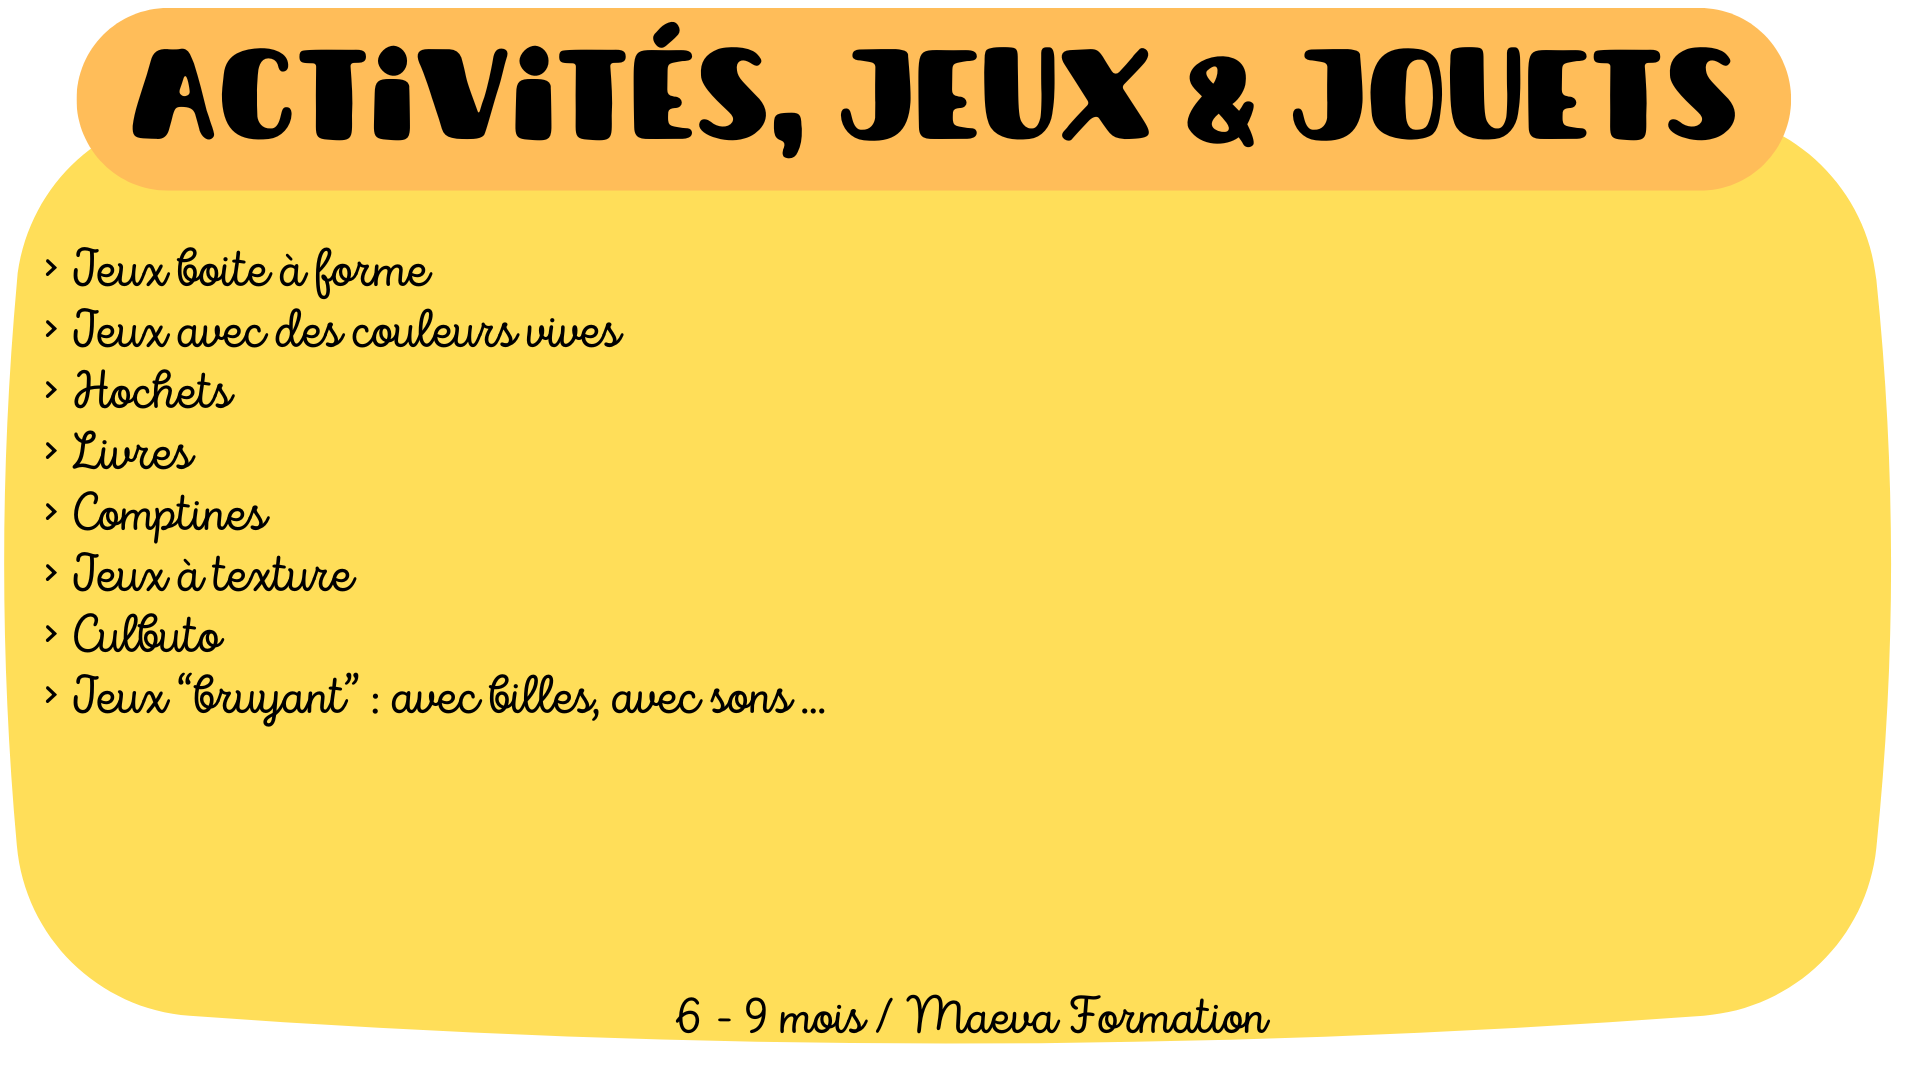 ACTiViTÉS, JEUX & JOUETS
> Jeux boite à forme
> Jeux avec des couleurs vives
> Hochets
> Livres
> Comptines
> Jeux à texture
> Culbuto
> Jeux “bruyant” : avec billes, avec sons ...
6 - 9 mois / Maeva Formation